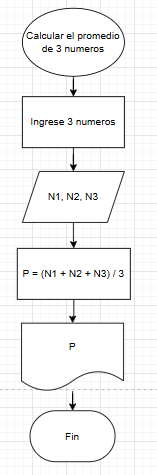 Calcular el promedio
de 3 numeros
Ingrese 3 numeros
N1, N2, N3
P = (N1 + N2 + N3) / 3
P
Fin